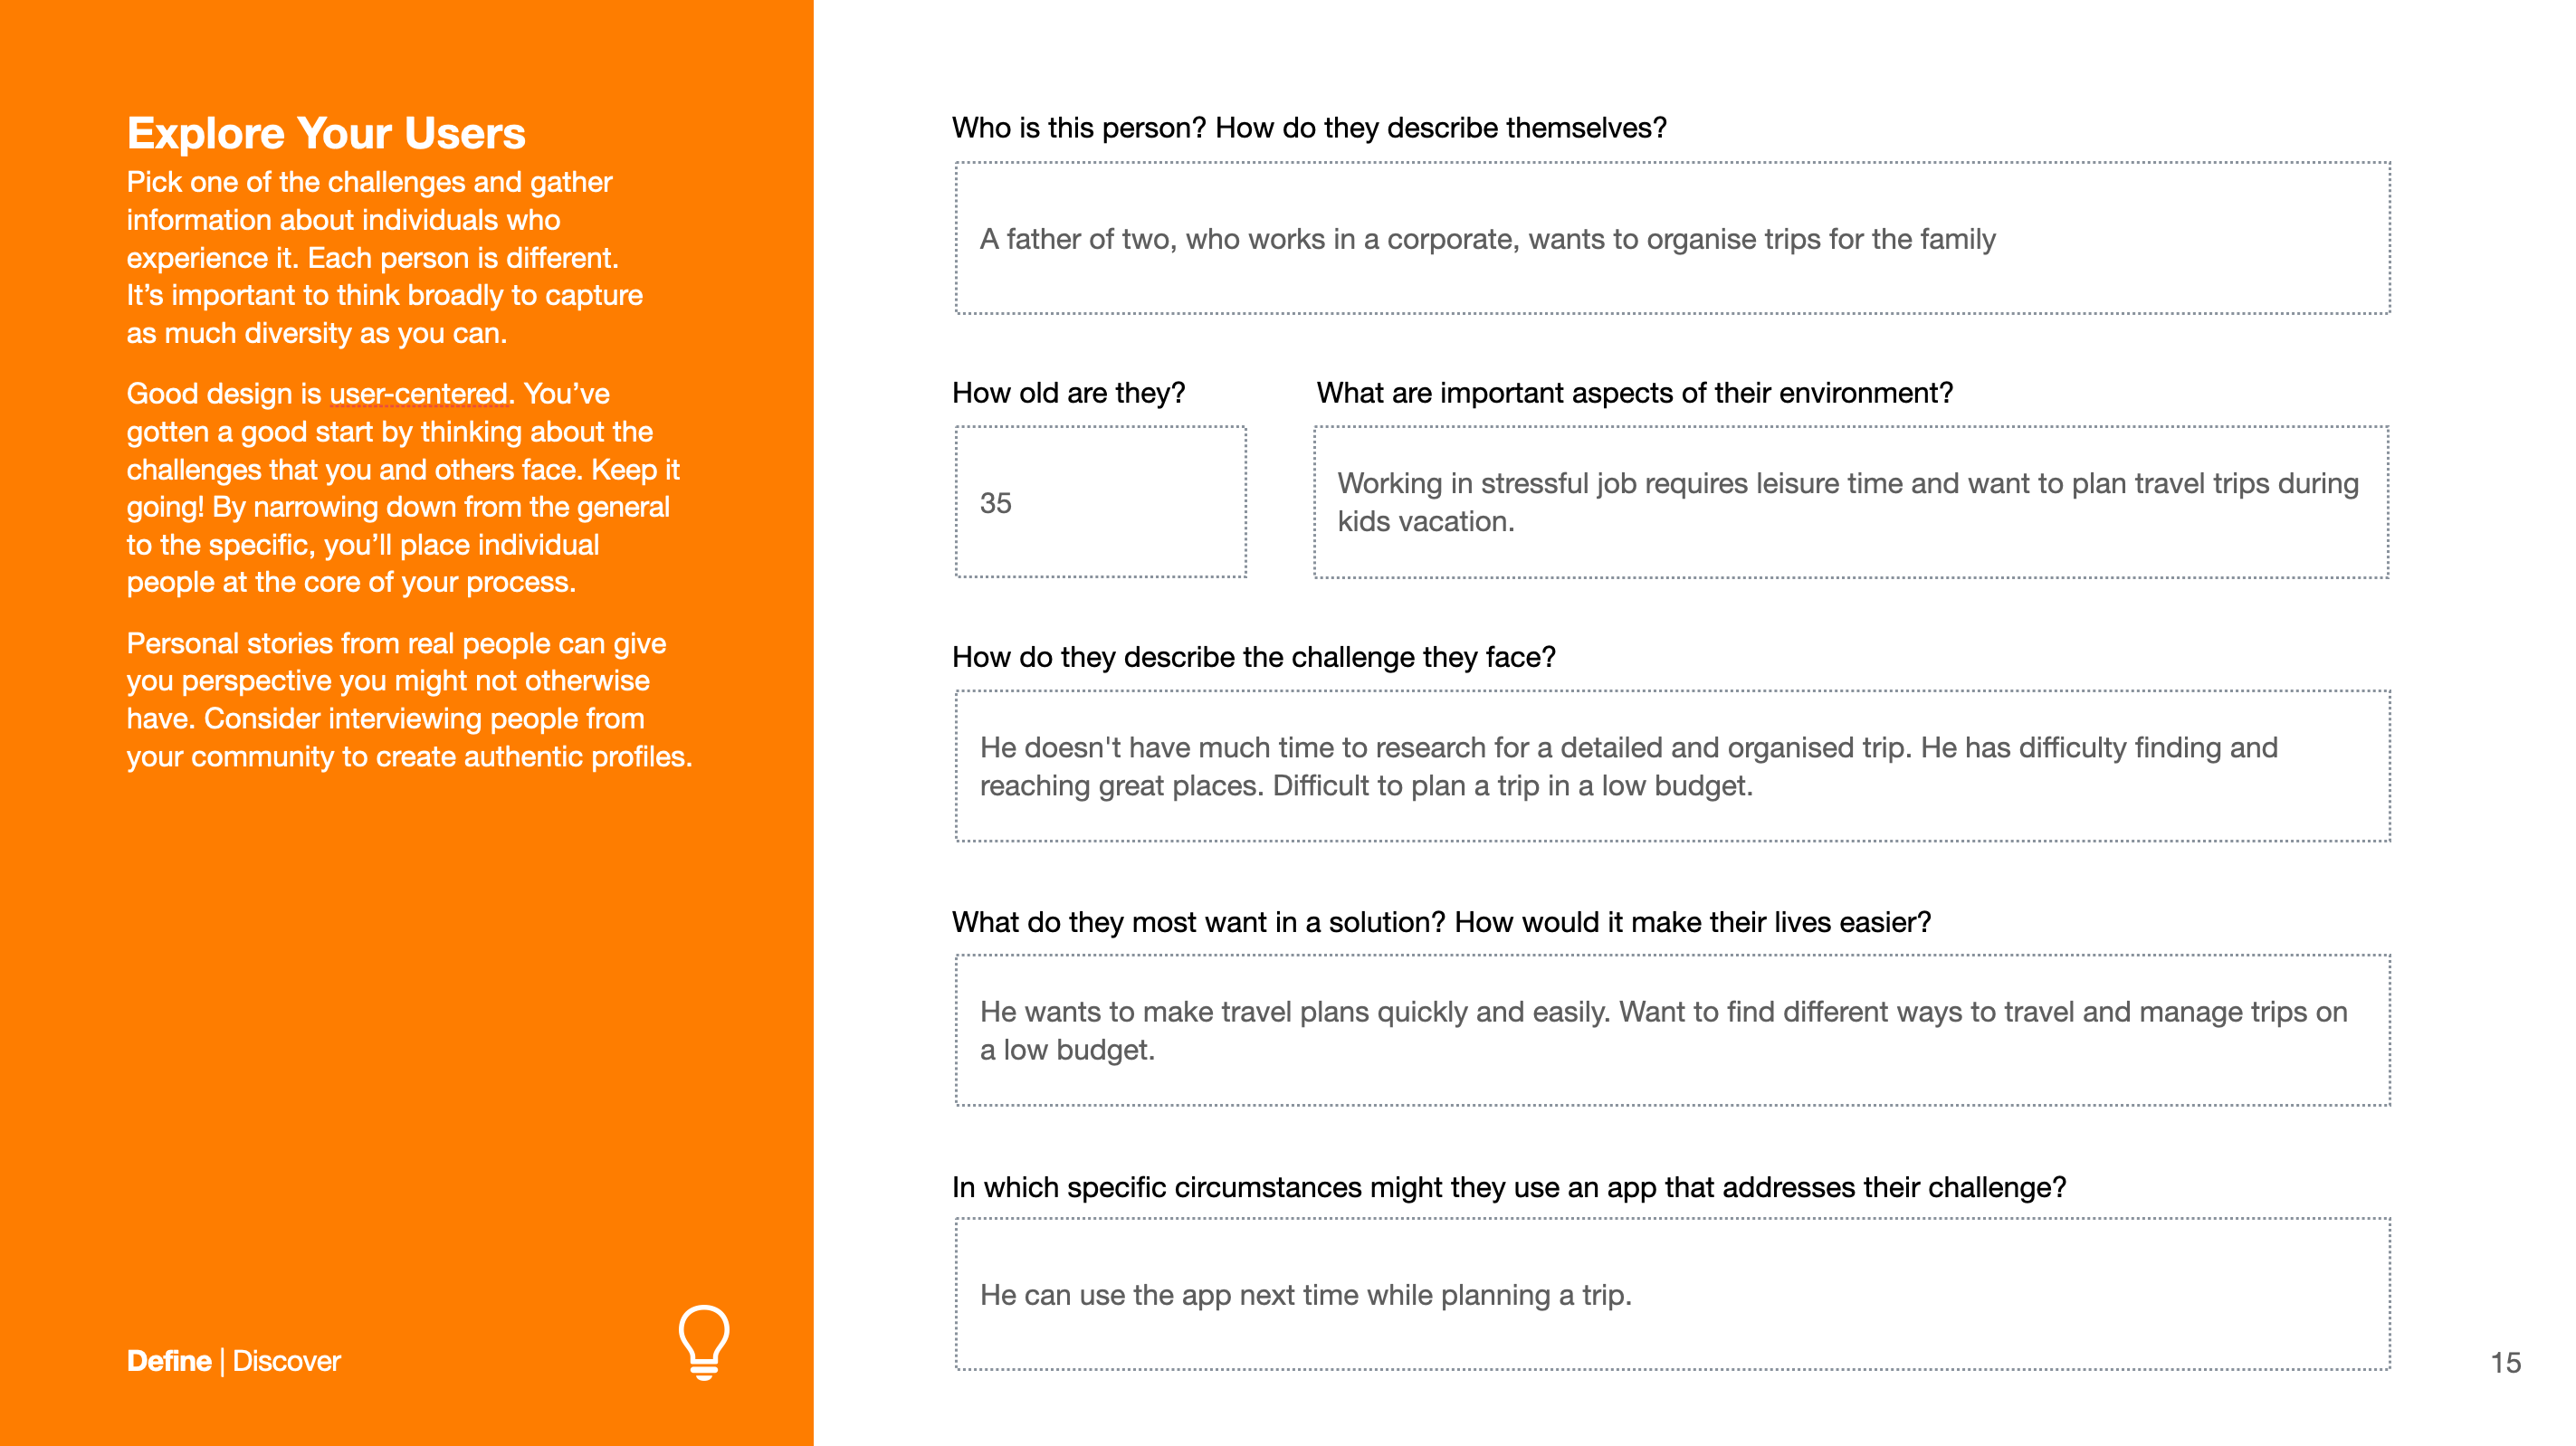 Explore Your Users
Pick one of the challenges and gather
information about individuals who
experience it. Each person is different.
It’s important to think broadly to capture
as much diversity as you can.
Good design is user-centered. You’ve
gotten a good start by thinking about the
challenges that you and others face. Keep it
going! By narrowing down from the general
to the specific, you’ll place individual
people at the core of your process.
Personal stories from real people can give
you perspective you might not otherwise
have. Consider interviewing people from
your community to create authentic profiles.
Define | Discover
Who is this person? How do they describe themselves?
A father of two, who works in a corporate, wants to organise trips for the family
How old are they?
35
What are important aspects of their environment?
Working in stressful job requires leisure time and want to plan travel trips during
kids vacation.
How do they describe the challenge they face?
He doesn't have much time to research for a detailed and organised trip. He has difficulty finding and
reaching great places. Difficult to plan a trip in a low budget.
What do they most want in a solution? How would it make their lives easier?
He wants to make travel plans quickly and easily. Want to find different ways to travel and manage trips on
a low budget.
In which specific circumstances might they use an app that addresses their challenge?
He can use the app next time while planning a trip.
15